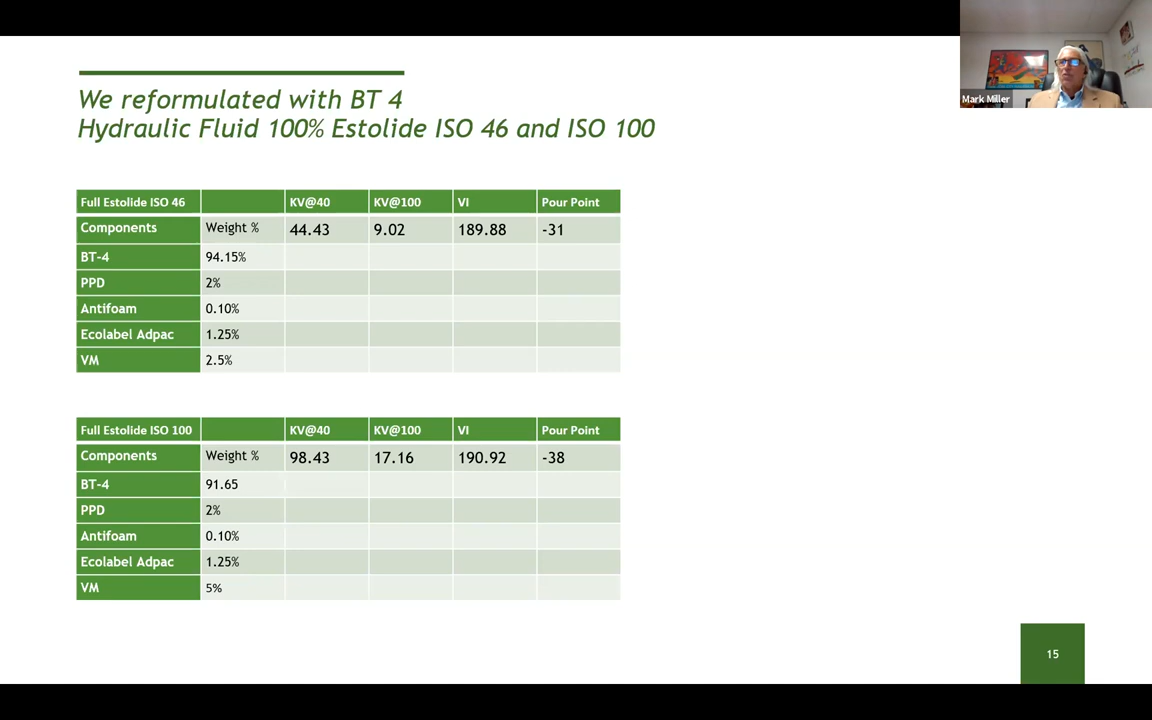 Mark Miller
We reformulated with BT 4
Hydraulic Fluid 100% Estolide ISO 46 and ISO 100
Full Estolide ISO 46 KV@40 KV@100 VI Pour Point
Components Weight % 44.43 9.02 189.88 -31
BT-4 94.15%
PPD 2%
Antifoam 0.10%
Ecolabel Adpac 1.25%
VM 2.5%
Full Estolide ISO 100 KV@40 KV@100 VI Pour Point
Components Weight % 98.43 17.16 190.92 -38
BT-4 91.65
PPD 2%
Antifoam 0.10%
Ecolabel Adpac 1.25%
VM 5%
15